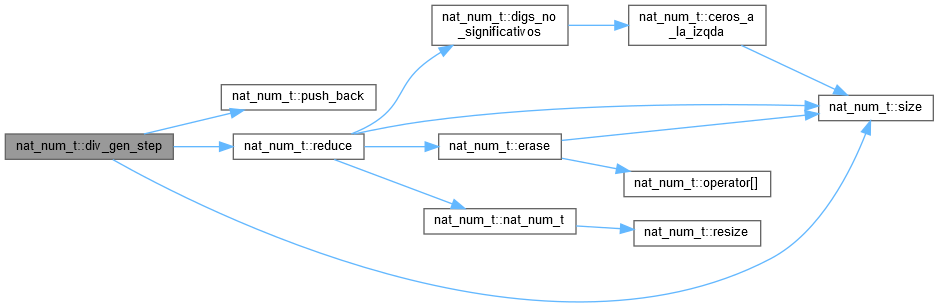 nat_num_t::digs_no
_significativos
nat_num_t::ceros_a
_la_izqda
nat_num_t::push_back
nat_num_t::size
nat_num_t::div_gen_step
nat_num_t::reduce
nat_num_t::erase
nat_num_t::operator[]
nat_num_t::nat_num_t
nat_num_t::resize